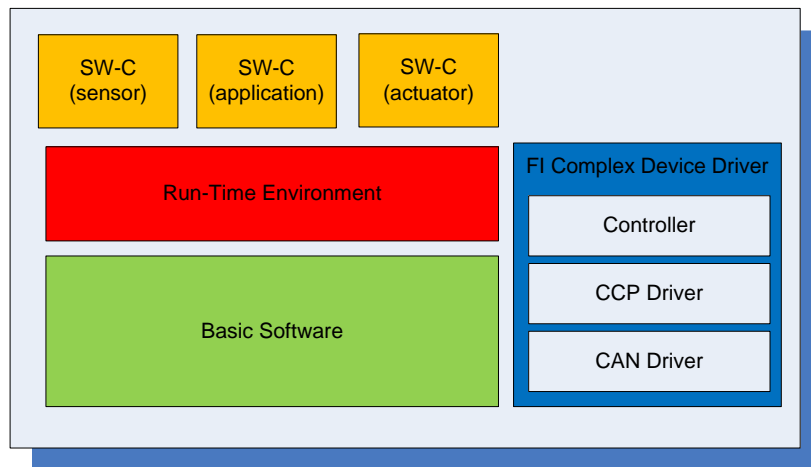 SW-C
(sensor)
SW-C
(application)
SW-C
(actuator)
Run-Time Environment
FI Complex Device Driver
Controller
CCP Driver
CAN Driver
Basic Software